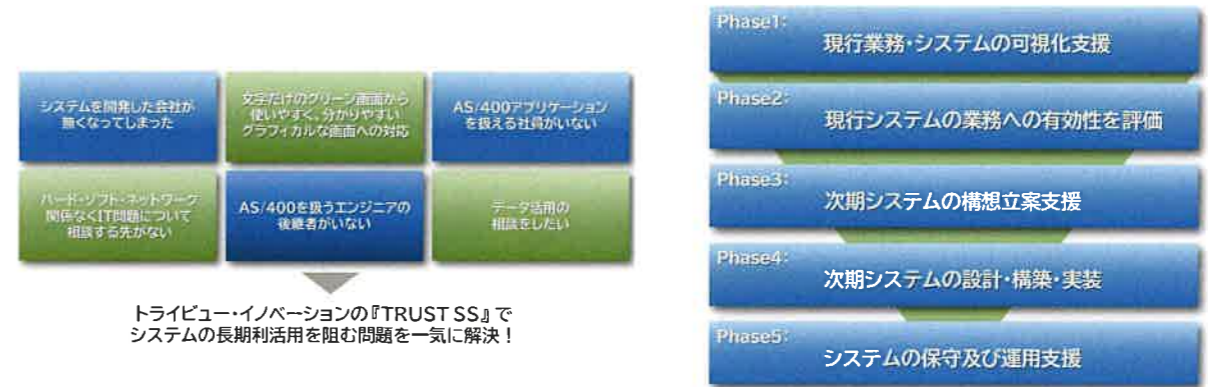 システムを開発した会社が
無くなってしまった
文字だけのグリーン画面から
使いやすく、分かりやすい
グラフィカルな画面への対応
AS/400アプリケーション
を扱える社員がいない
ハード・ソフト・ネットワーク
関係なくIT問題について
相談する先がない
AS/400を扱うエンジニアの
後継者がいない
データ活用の
相談をしたい
トライビュー・イノベーションの『TRUST SS』で
システムの長期利活用を阻む問題を一気に解決！
Phase1:
現行業務・システムの可視化支援
Phase2:
現行システムの業務への有効性を評価
Phase3:
次期システムの構想立案支援
Phase4:
次期システムの設計・構築・実装
Phase5:
システムの保守及び運用支援